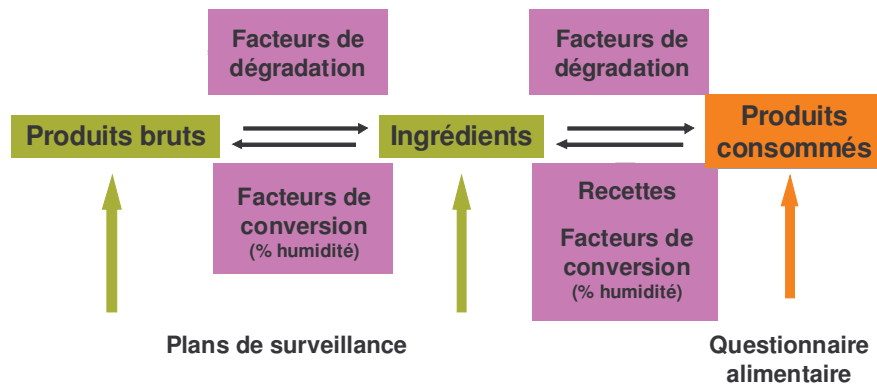 Facteurs de
dégradation
Facteurs de
dégradation
Produits bruts
Ingrédients
Produits
consommés
Facteurs de
conversion
(% humidité)
Recettes
Facteurs de
conversion
(% humidité)
Plans de surveillance
Questionnaire
alimentaire